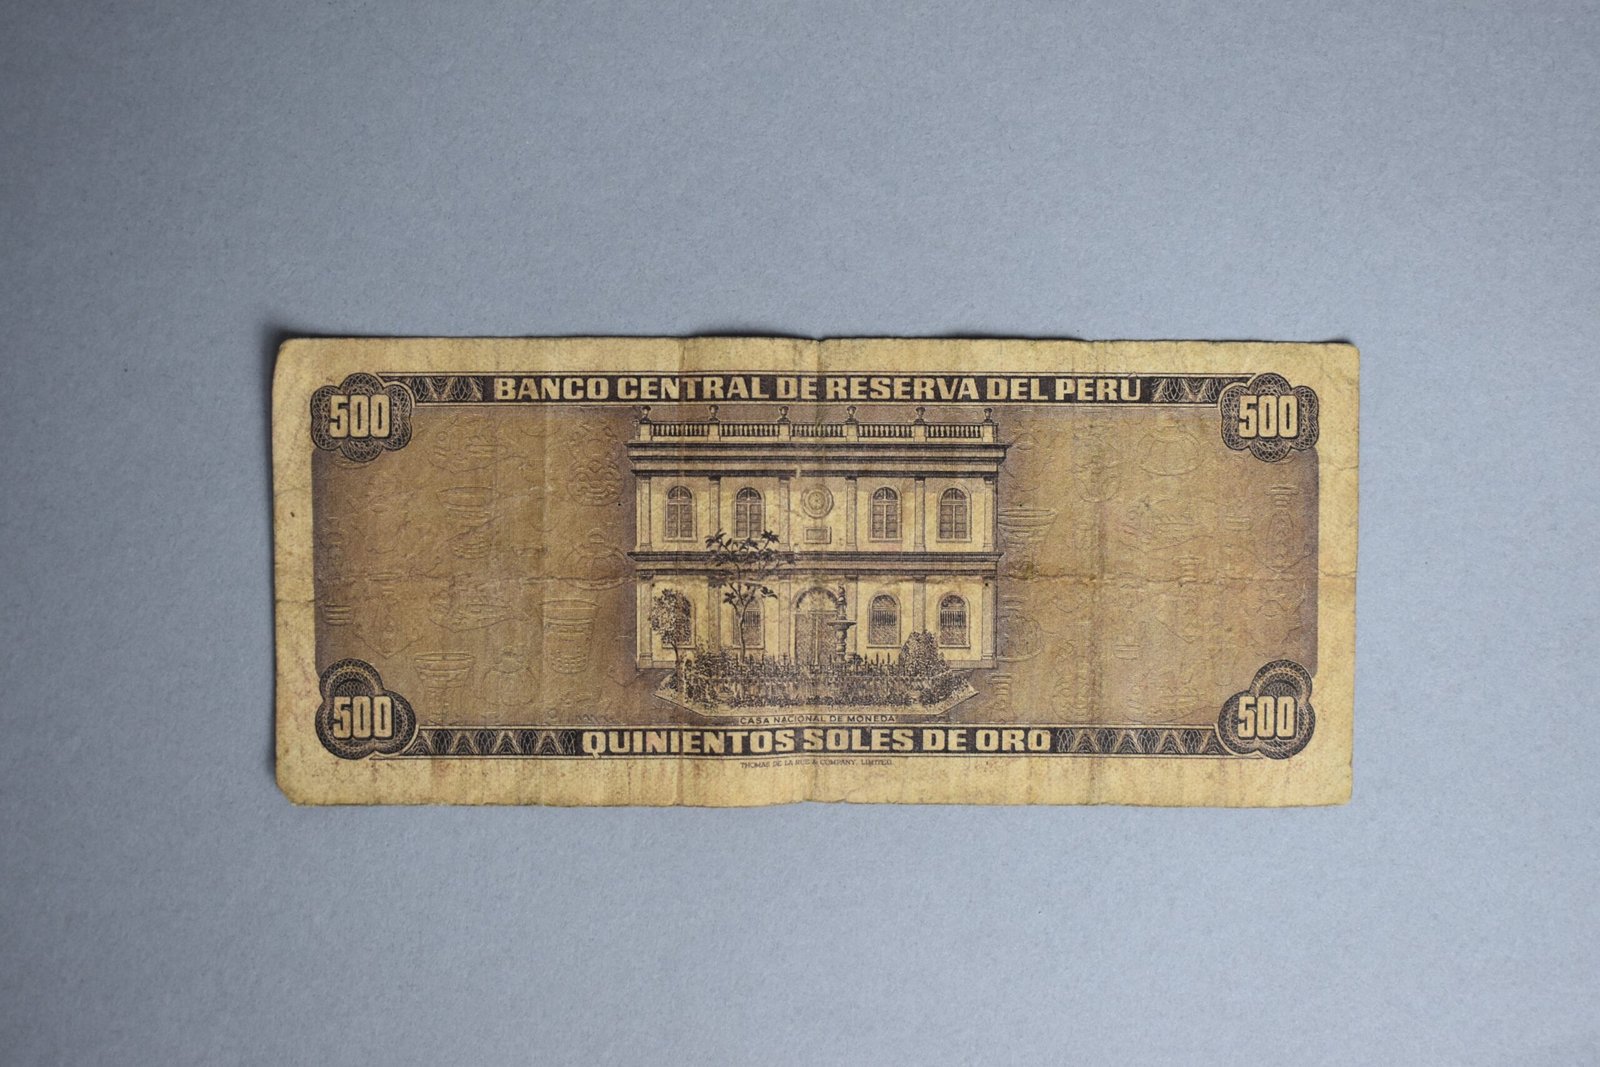 BANCO CENTRAL DE RESERVA DEL PERÚ
500 500
500 500
CASA NACIONAL DE MONEDA
QUINIENTOS SOLES DE ORO
THOMAS DE LA RUE & COMPANY, LIMITED.